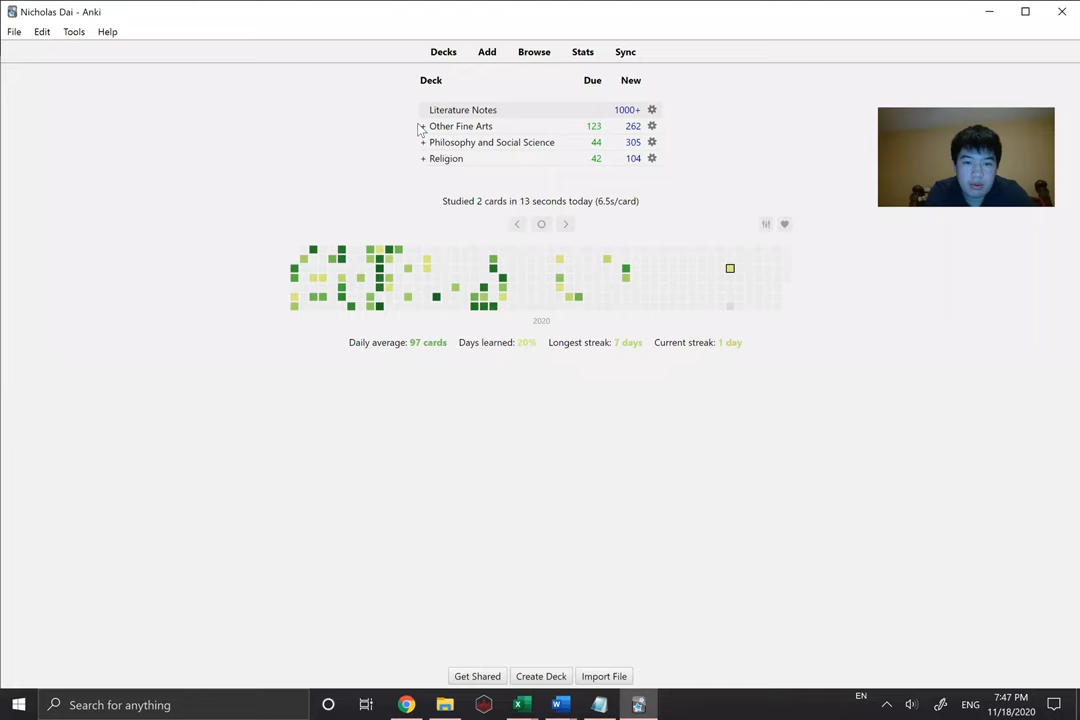 Nicholas Dai - Anki
File Edit Tools Help
Decks Add Browse Stats Sync
Deck Due New
Literature Notes 1000+
+ Other Fine Arts 123 262
+ Philosophy and Social Science 44 305
+ Religion 42 104
Studied 2 cards in 13 seconds today (6.5s/card)
2020
Daily average: 97 cards Days learned: 20% Longest streak: 7 days Current streak: 1 day
Get Shared Create Deck Import File
Search for anything
EN
ENG
7:47 PM
11/18/2020